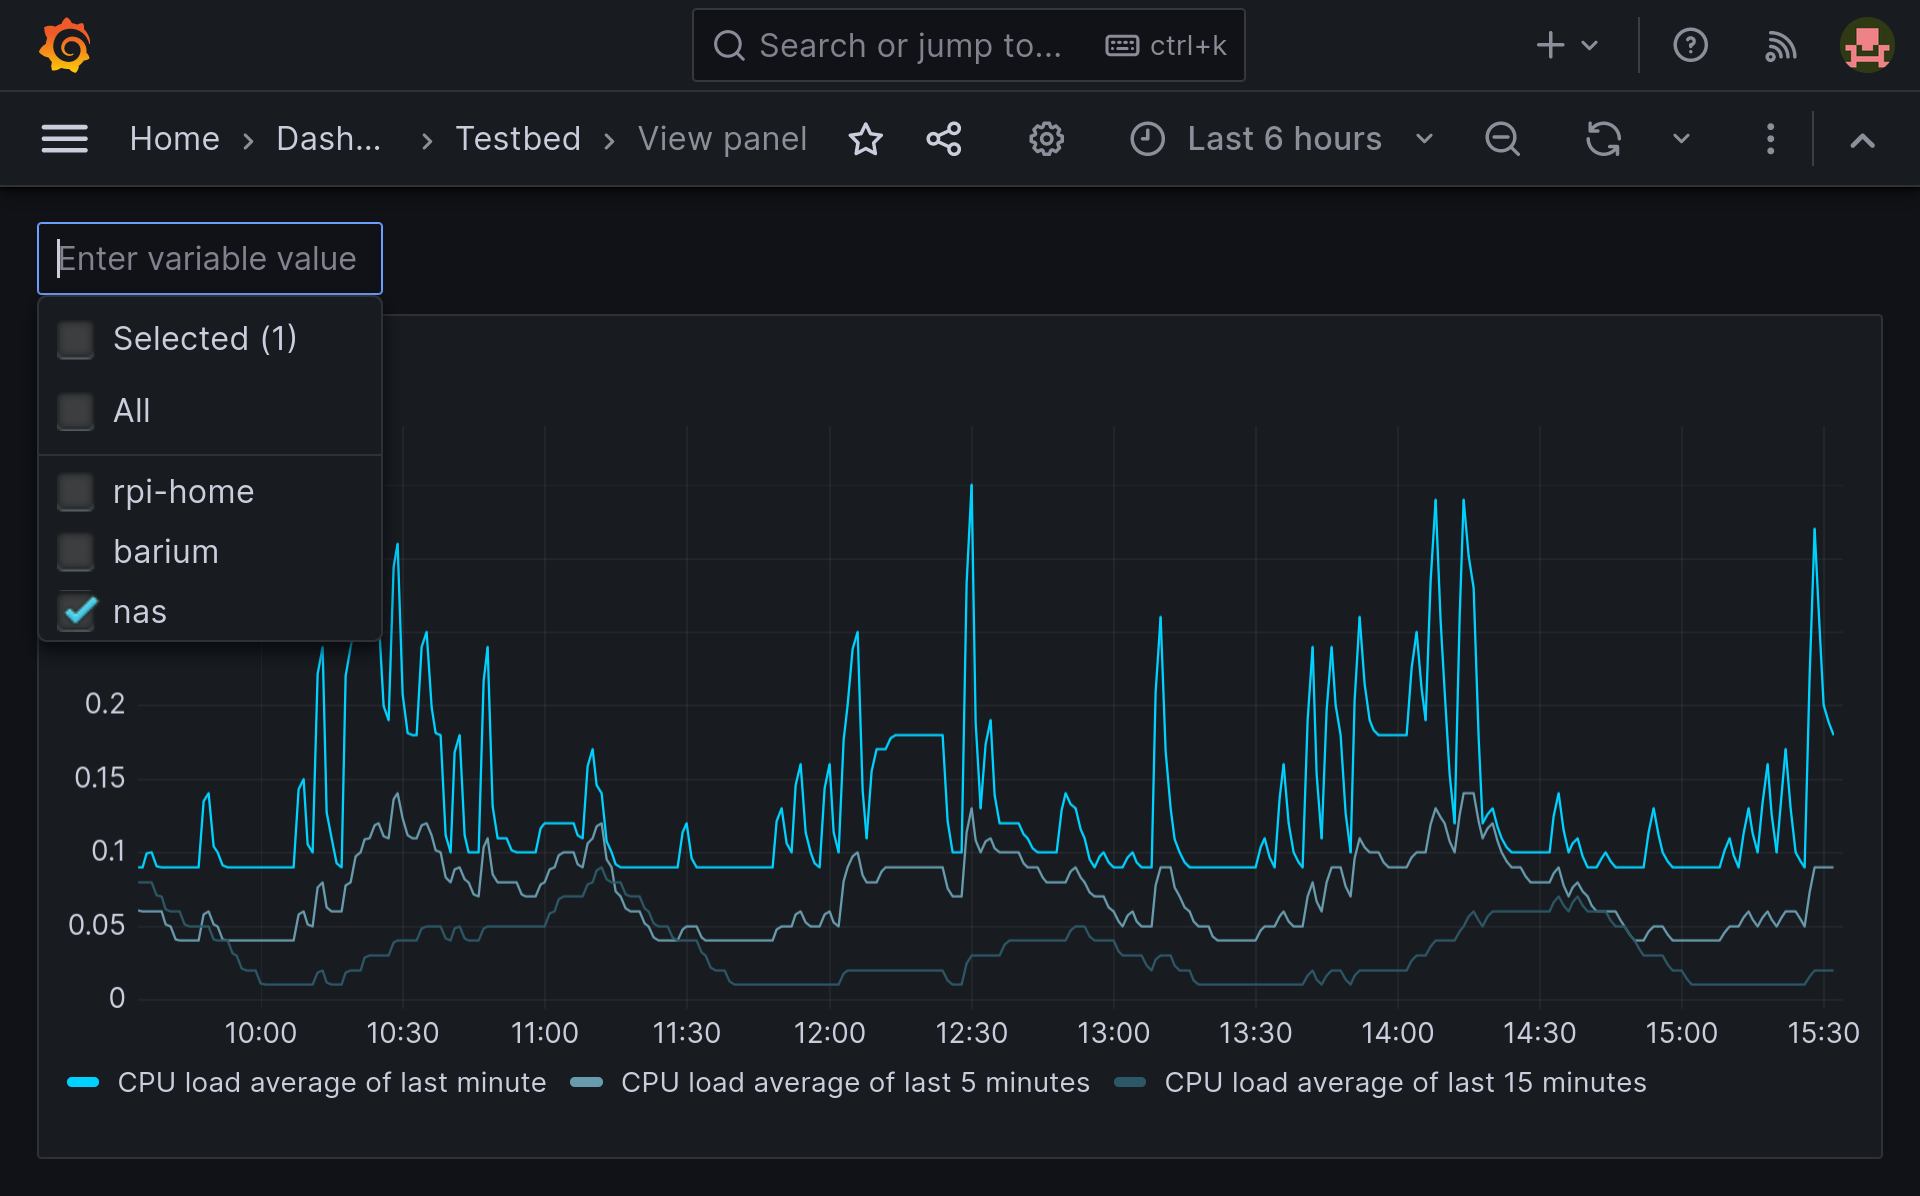 Search or jump to... ctrl+k
Home › Dash... › Testbed › View panel Last 6 hours
Enter variable value
Selected (1)
All
rpi-home
barium
nas
0.2
0.15
0.1
0.05
0
10:00 10:30 11:00 11:30 12:00 12:30 13:00 13:30 14:00 14:30 15:00 15:30
CPU load average of last minute CPU load average of last 5 minutes CPU load average of last 15 minutes